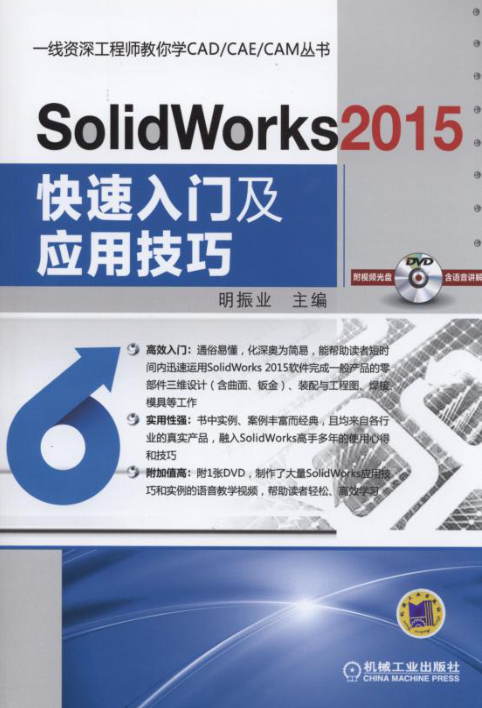 一线资深工程师教你学CAD/CAE/CAM丛书
SolidWorks2015
快速入门及
应用技巧
DVD
附视频光盘
含语音讲解
明振业 主编
高效入门：通俗易懂，化深奥为简易，能帮助读者短时
间内迅速运用SolidWorks 2015软件完成一般产品的零
部件三维设计（含曲面、钣金）、装配与工程图、焊接
模具等工作
实用性强：书中实例、案例丰富而经典，且均来自各行
业的真实产品，融入SolidWorks高手多年的使用心得
和技巧
附加值高：附1张DVD，制作了大量SolidWorks应用技
巧和实例的语音教学视频，帮助读者轻松、高效学习
机械工业出版社
CHINA MACHINE PRESS